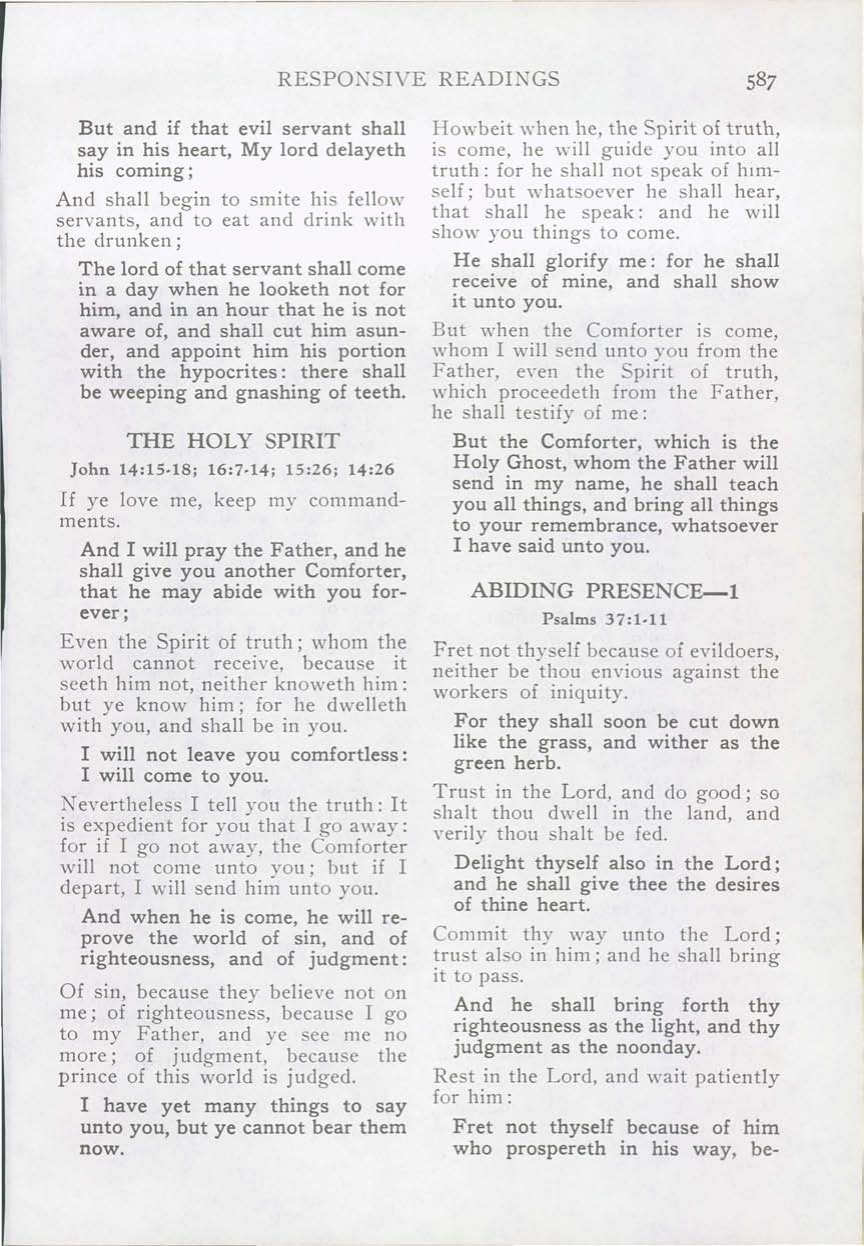 RESPONSIVE READINGS 587
But and if that evil servant shall
say in his heart, My lord delayeth
his coming;
And shall begin to smite his fellow
servants, and to eat and drink with
the drunken;
The lord of that servant shall come
in a day when he looketh not for
him, and in an hour that he is not
aware of, and shall cut him asun-
der, and appoint him his portion
with the hypocrites: there shall
be weeping and gnashing of teeth.
THE HOLY SPIRIT
John 14:15-18; 16:7-14; 15:26; 14:26
If ye love me, keep my command-
ments.
And I will pray the Father, and he
shall give you another Comforter,
that he may abide with you for-
ever;
Even the Spirit of truth; whom the
world cannot receive, because it
seeth him not, neither knoweth him:
but ye know him; for he dwelleth
with you, and shall be in you.
I will not leave you comfortless:
I will come to you.
Nevertheless I tell you the truth: It
is expedient for you that I go away:
for if I go not away, the Comforter
will not come unto you; but if I
depart, I will send him unto you.
And when he is come, he will re-
prove the world of sin, and of
righteousness, and of judgment:
Of sin, because they believe not on
me; of righteousness, because I go
to my Father, and ye see me no
more; of judgment, because the
prince of this world is judged.
I have yet many things to say
unto you, but ye cannot bear them
now.
Howbeit when he, the Spirit of truth,
is come, he will guide you into all
truth: for he shall not speak of him-
self; but whatsoever he shall hear,
that shall he speak: and he will
show you things to come.
He shall glorify me: for he shall
receive of mine, and shall show
it unto you.
But when the Comforter is come,
whom I will send unto you from the
Father, even the Spirit of truth,
which proceedeth from the Father,
he shall testify of me:
But the Comforter, which is the
Holy Ghost, whom the Father will
send in my name, he shall teach
you all things, and bring all things
to your remembrance, whatsoever
I have said unto you.
ABIDING PRESENCE—1
Psalms 37:1-11
Fret not thyself because of evildoers,
neither be thou envious against the
workers of iniquity.
For they shall soon be cut down
like the grass, and wither as the
green herb.
Trust in the Lord, and do good; so
shalt thou dwell in the land, and
verily thou shalt be fed.
Delight thyself also in the Lord;
and he shall give thee the desires
of thine heart.
Commit thy way unto the Lord;
trust also in him; and he shall bring
it to pass.
And he shall bring forth thy
righteousness as the light, and thy
judgment as the noonday.
Rest in the Lord, and wait patiently
for him:
Fret not thyself because of him
who prospereth in his way, be-